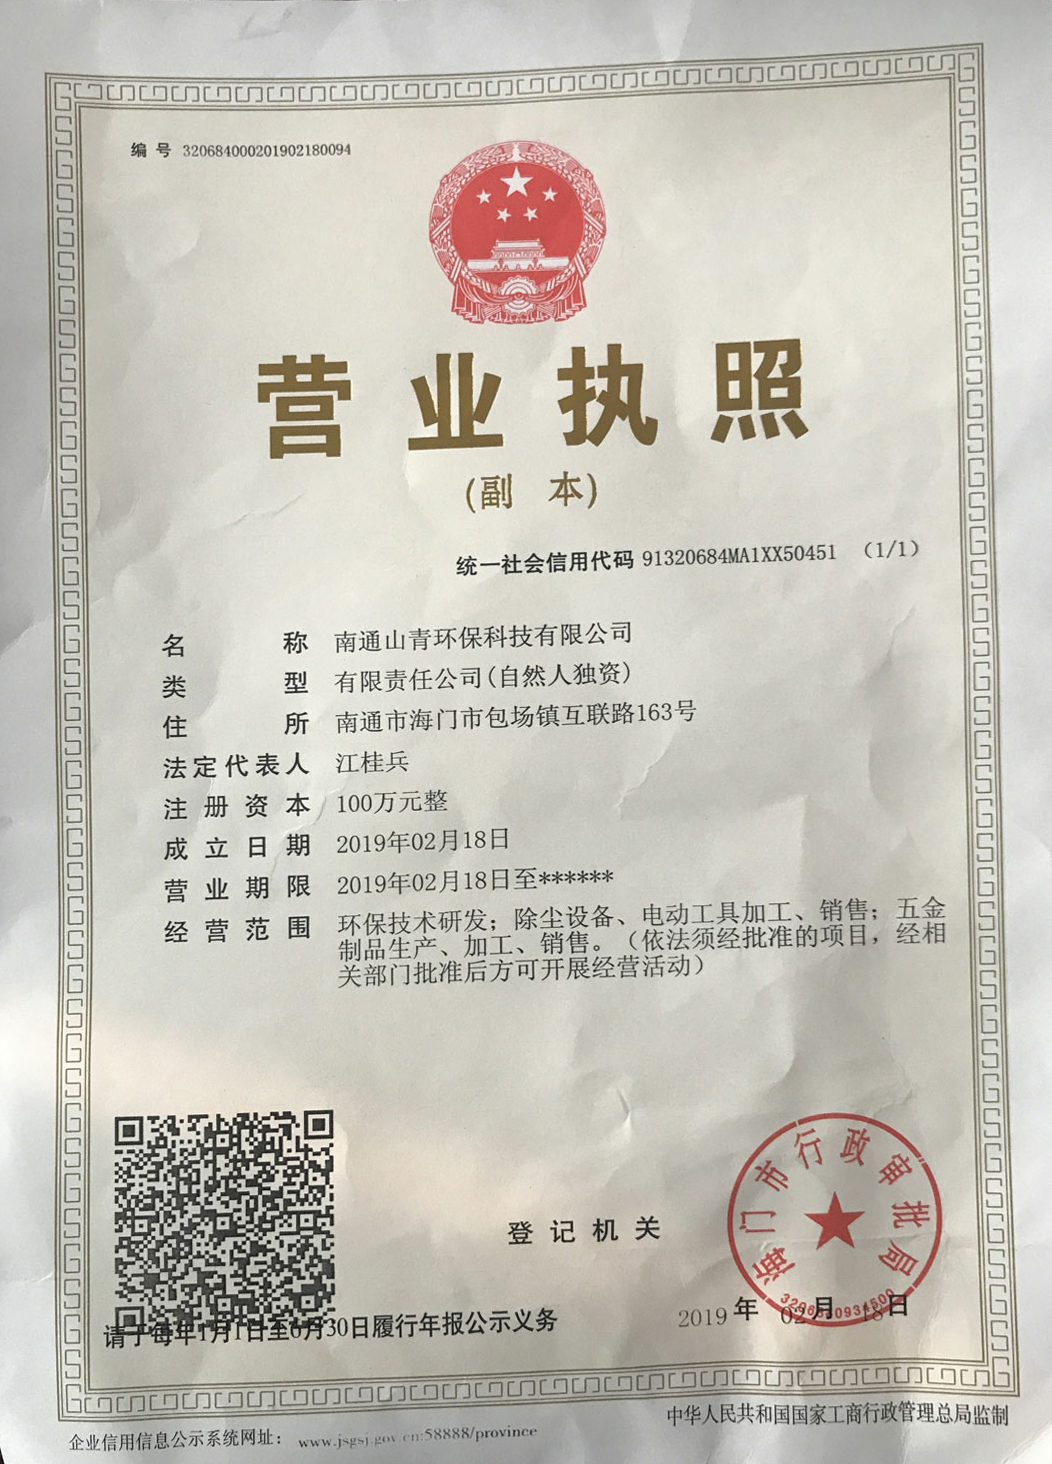 编 号 320684000201902180094
营业执照
(副 本)
统一社会信用代码 91320684MA1XX50451 （1/1）
名 称 南通山青环保科技有限公司
类 型 有限责任公司(自然人独资)
住 所 南通市海门市包场镇互联路163号
法定代表人 江桂兵
注册资本 100万元整
成立日期 2019年02月18日
营业期限 2019年02月18日至******
经营范围 环保技术研发；除尘设备、电动工具加工、销售；五金
制品生产、加工、销售。（依法须经批准的项目，经相
关部门批准后方可开展经营活动）
海门市行政审批局
登记机关
2019 年 02 月 18 日
请于每年1月1日至6月30日履行年报公示义务
企业信用信息公示系统网址： www.jsgsj.gov.cn:58888/province
中华人民共和国国家工商行政管理总局监制